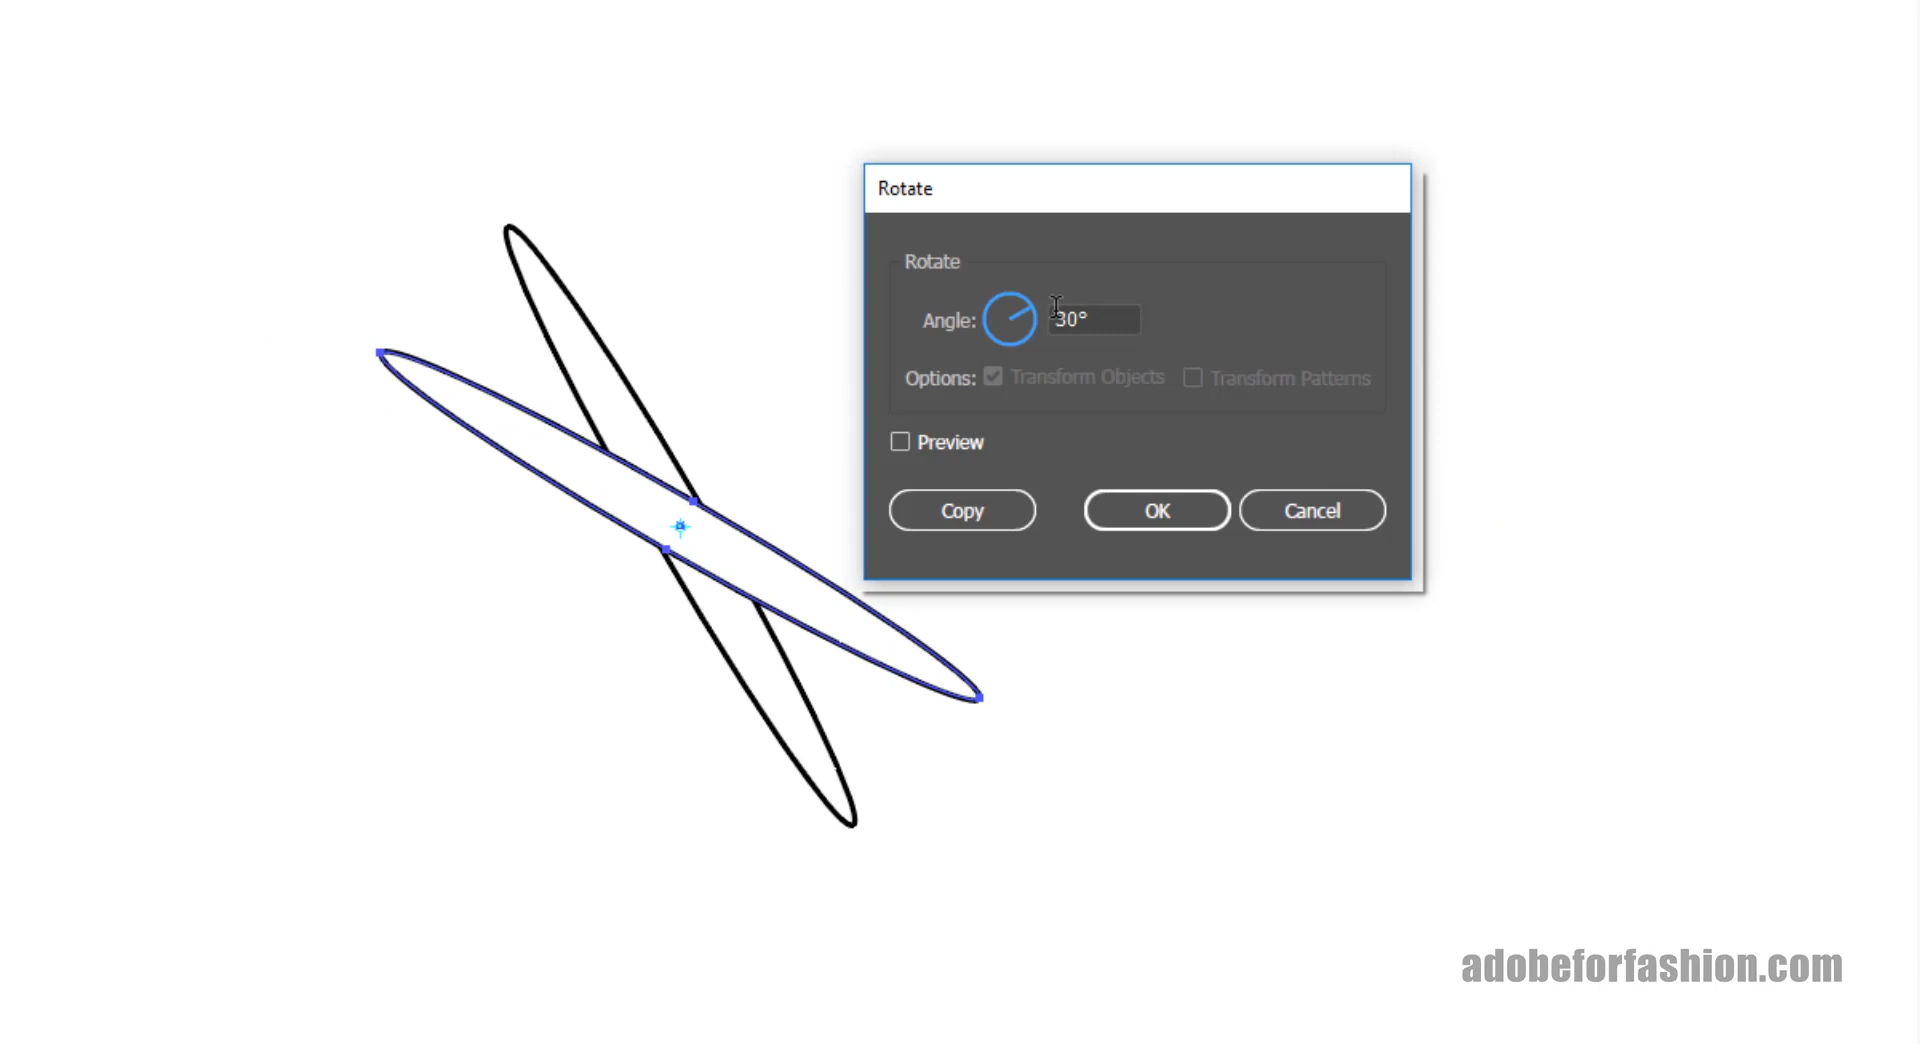 Rotate
Rotate
Angle: 30°
Options: Transform Objects Transform Patterns
Preview
Copy OK Cancel
adobeforfashion.com